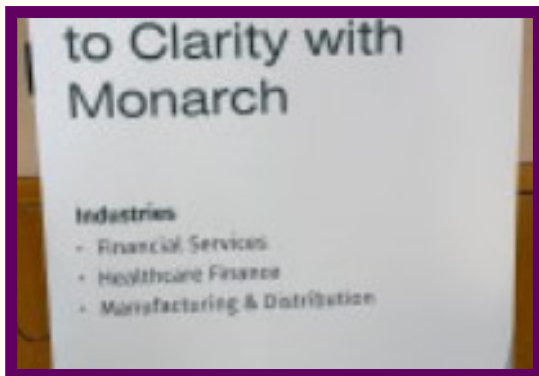 to Clarity with
Monarch
Industries
- Financial Services
- Healthcare Finance
- Manufacturing & Distribution